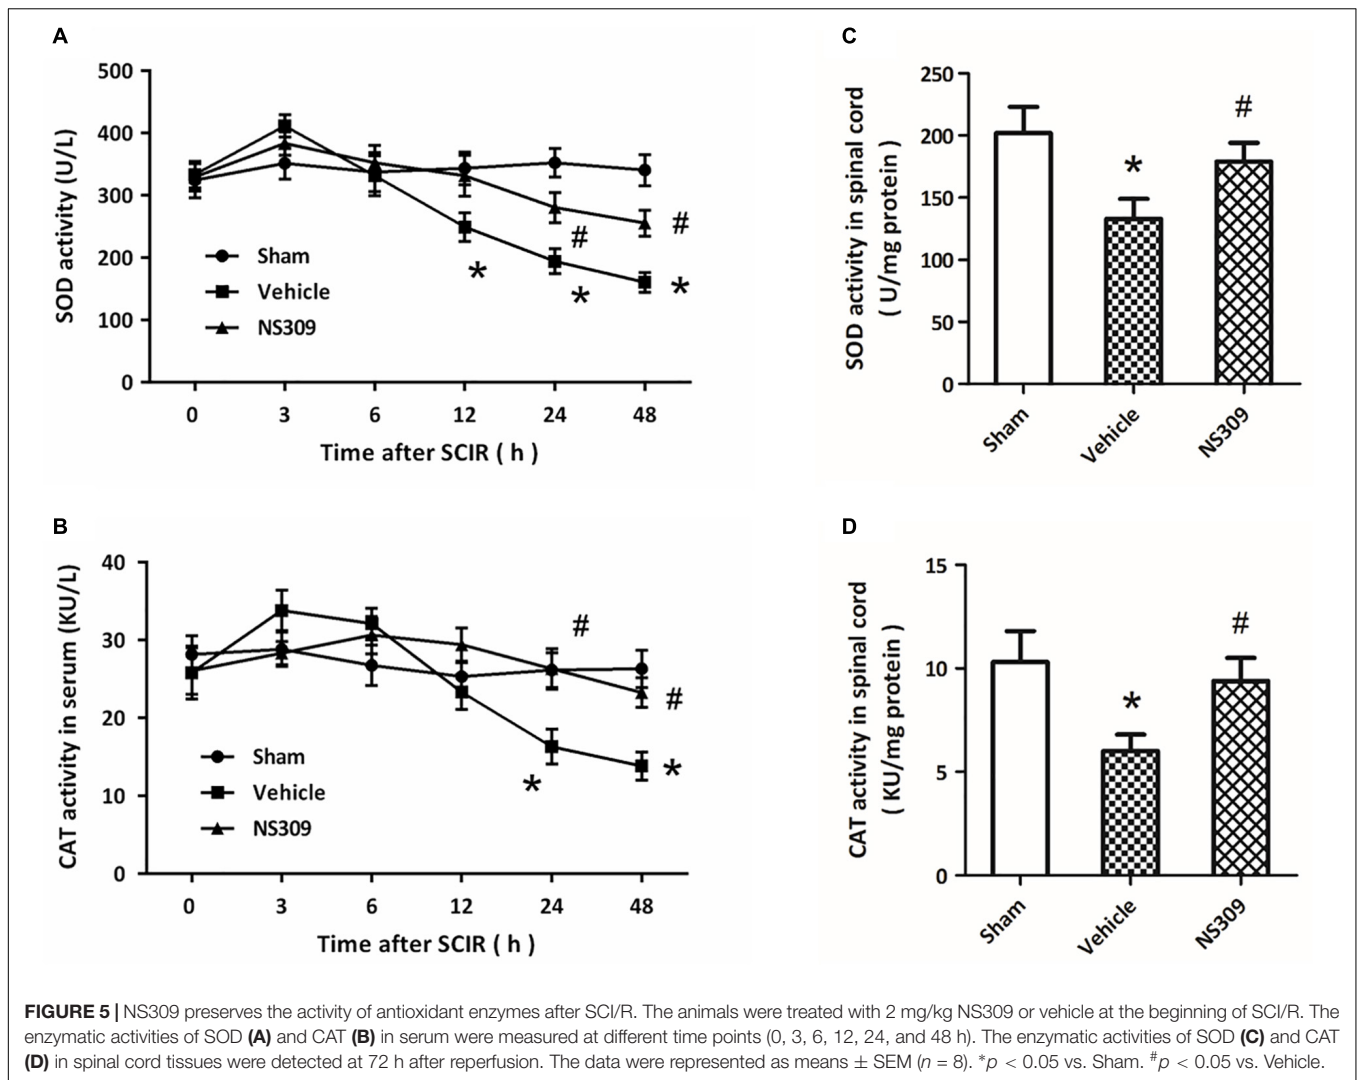 A
500
400
300
200
100
0
SOD activity (U/L)
Sham
Vehicle
NS309
#
#
*
*
*
0 3 6 12 24 48
Time after SCIR ( h )
C
250
200
150
100
50
0
SOD activity in spinal cord
( U/mg protein )
*
#
Sham
Vehicle
NS309
B
40
30
20
10
0
CAT activity in serum (KU/L)
Sham
Vehicle
NS309
#
#
*
*
0 3 6 12 24 48
Time after SCIR ( h )
D
15
10
5
0
CAT activity in spinal cord
( KU/mg protein )
*
#
Sham
Vehicle
NS309
FIGURE 5 | NS309 preserves the activity of antioxidant enzymes after SCI/R. The animals were treated with 2 mg/kg NS309 or vehicle at the beginning of SCI/R. The
enzymatic activities of SOD (A) and CAT (B) in serum were measured at different time points (0, 3, 6, 12, 24, and 48 h). The enzymatic activities of SOD (C) and CAT
(D) in spinal cord tissues were detected at 72 h after reperfusion. The data were represented as means ± SEM (n = 8). *p < 0.05 vs. Sham. #p < 0.05 vs. Vehicle.